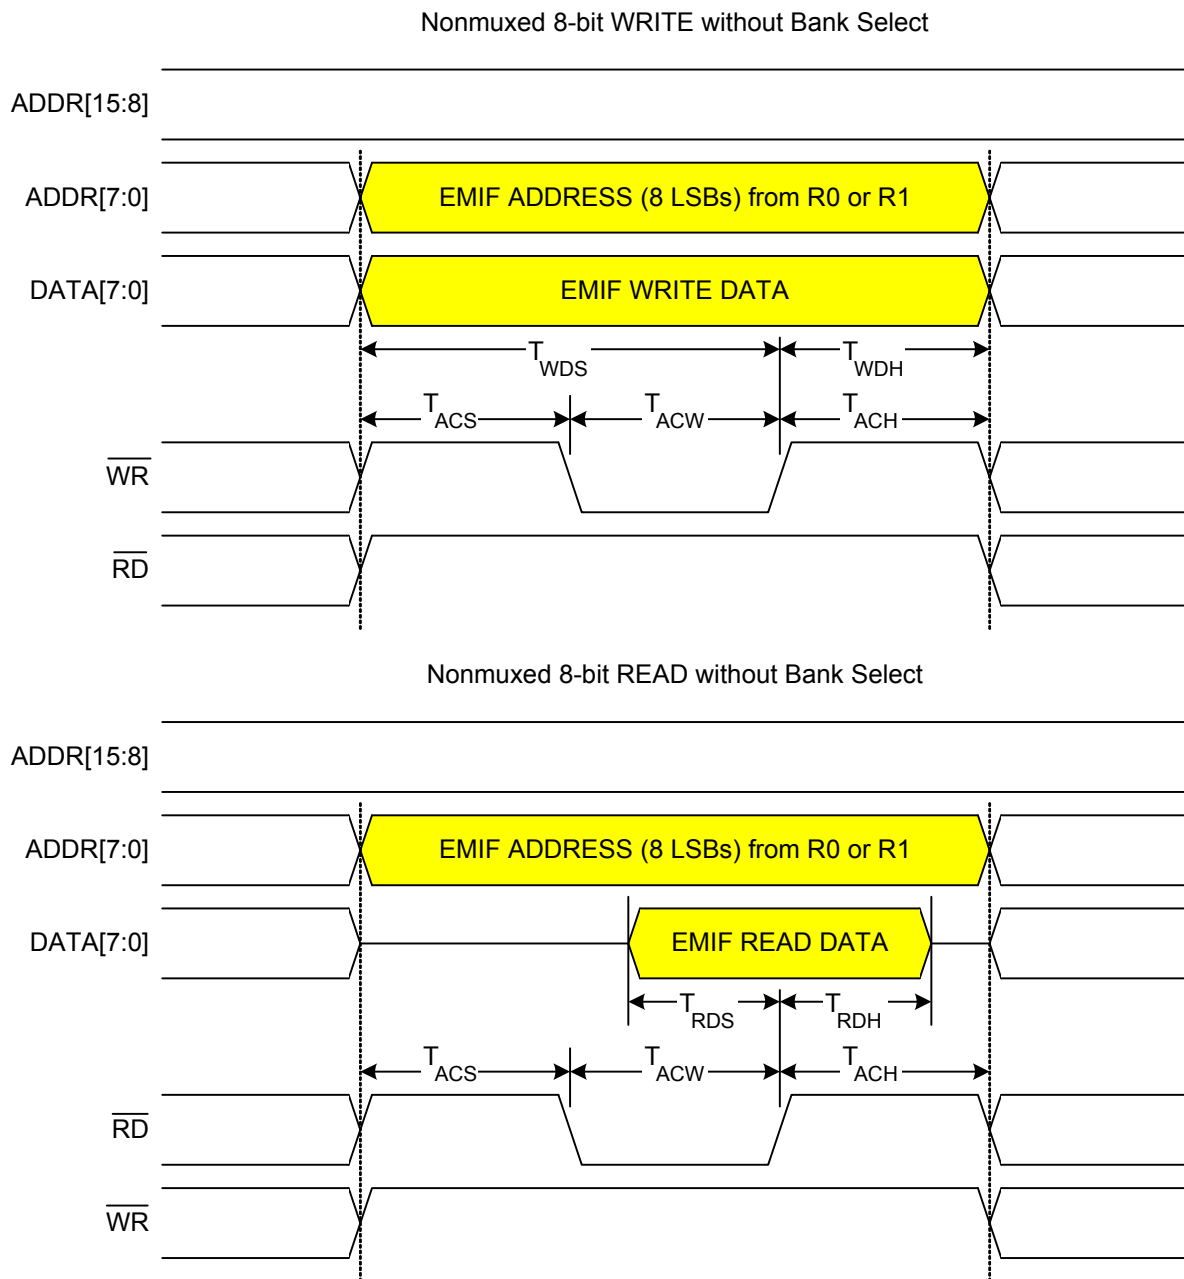 Nonmuxed 8-bit WRITE without Bank Select
ADDR[15:8]
ADDR[7:0]
EMIF ADDRESS (8 LSBs) from R0 or R1
DATA[7:0]
EMIF WRITE DATA
TWDS TWDH
TACS TACW TACH
WR
RD
Nonmuxed 8-bit READ without Bank Select
ADDR[15:8]
ADDR[7:0]
EMIF ADDRESS (8 LSBs) from R0 or R1
DATA[7:0]
EMIF READ DATA
TRDS TRDH
TACS TACW TACH
RD
WR